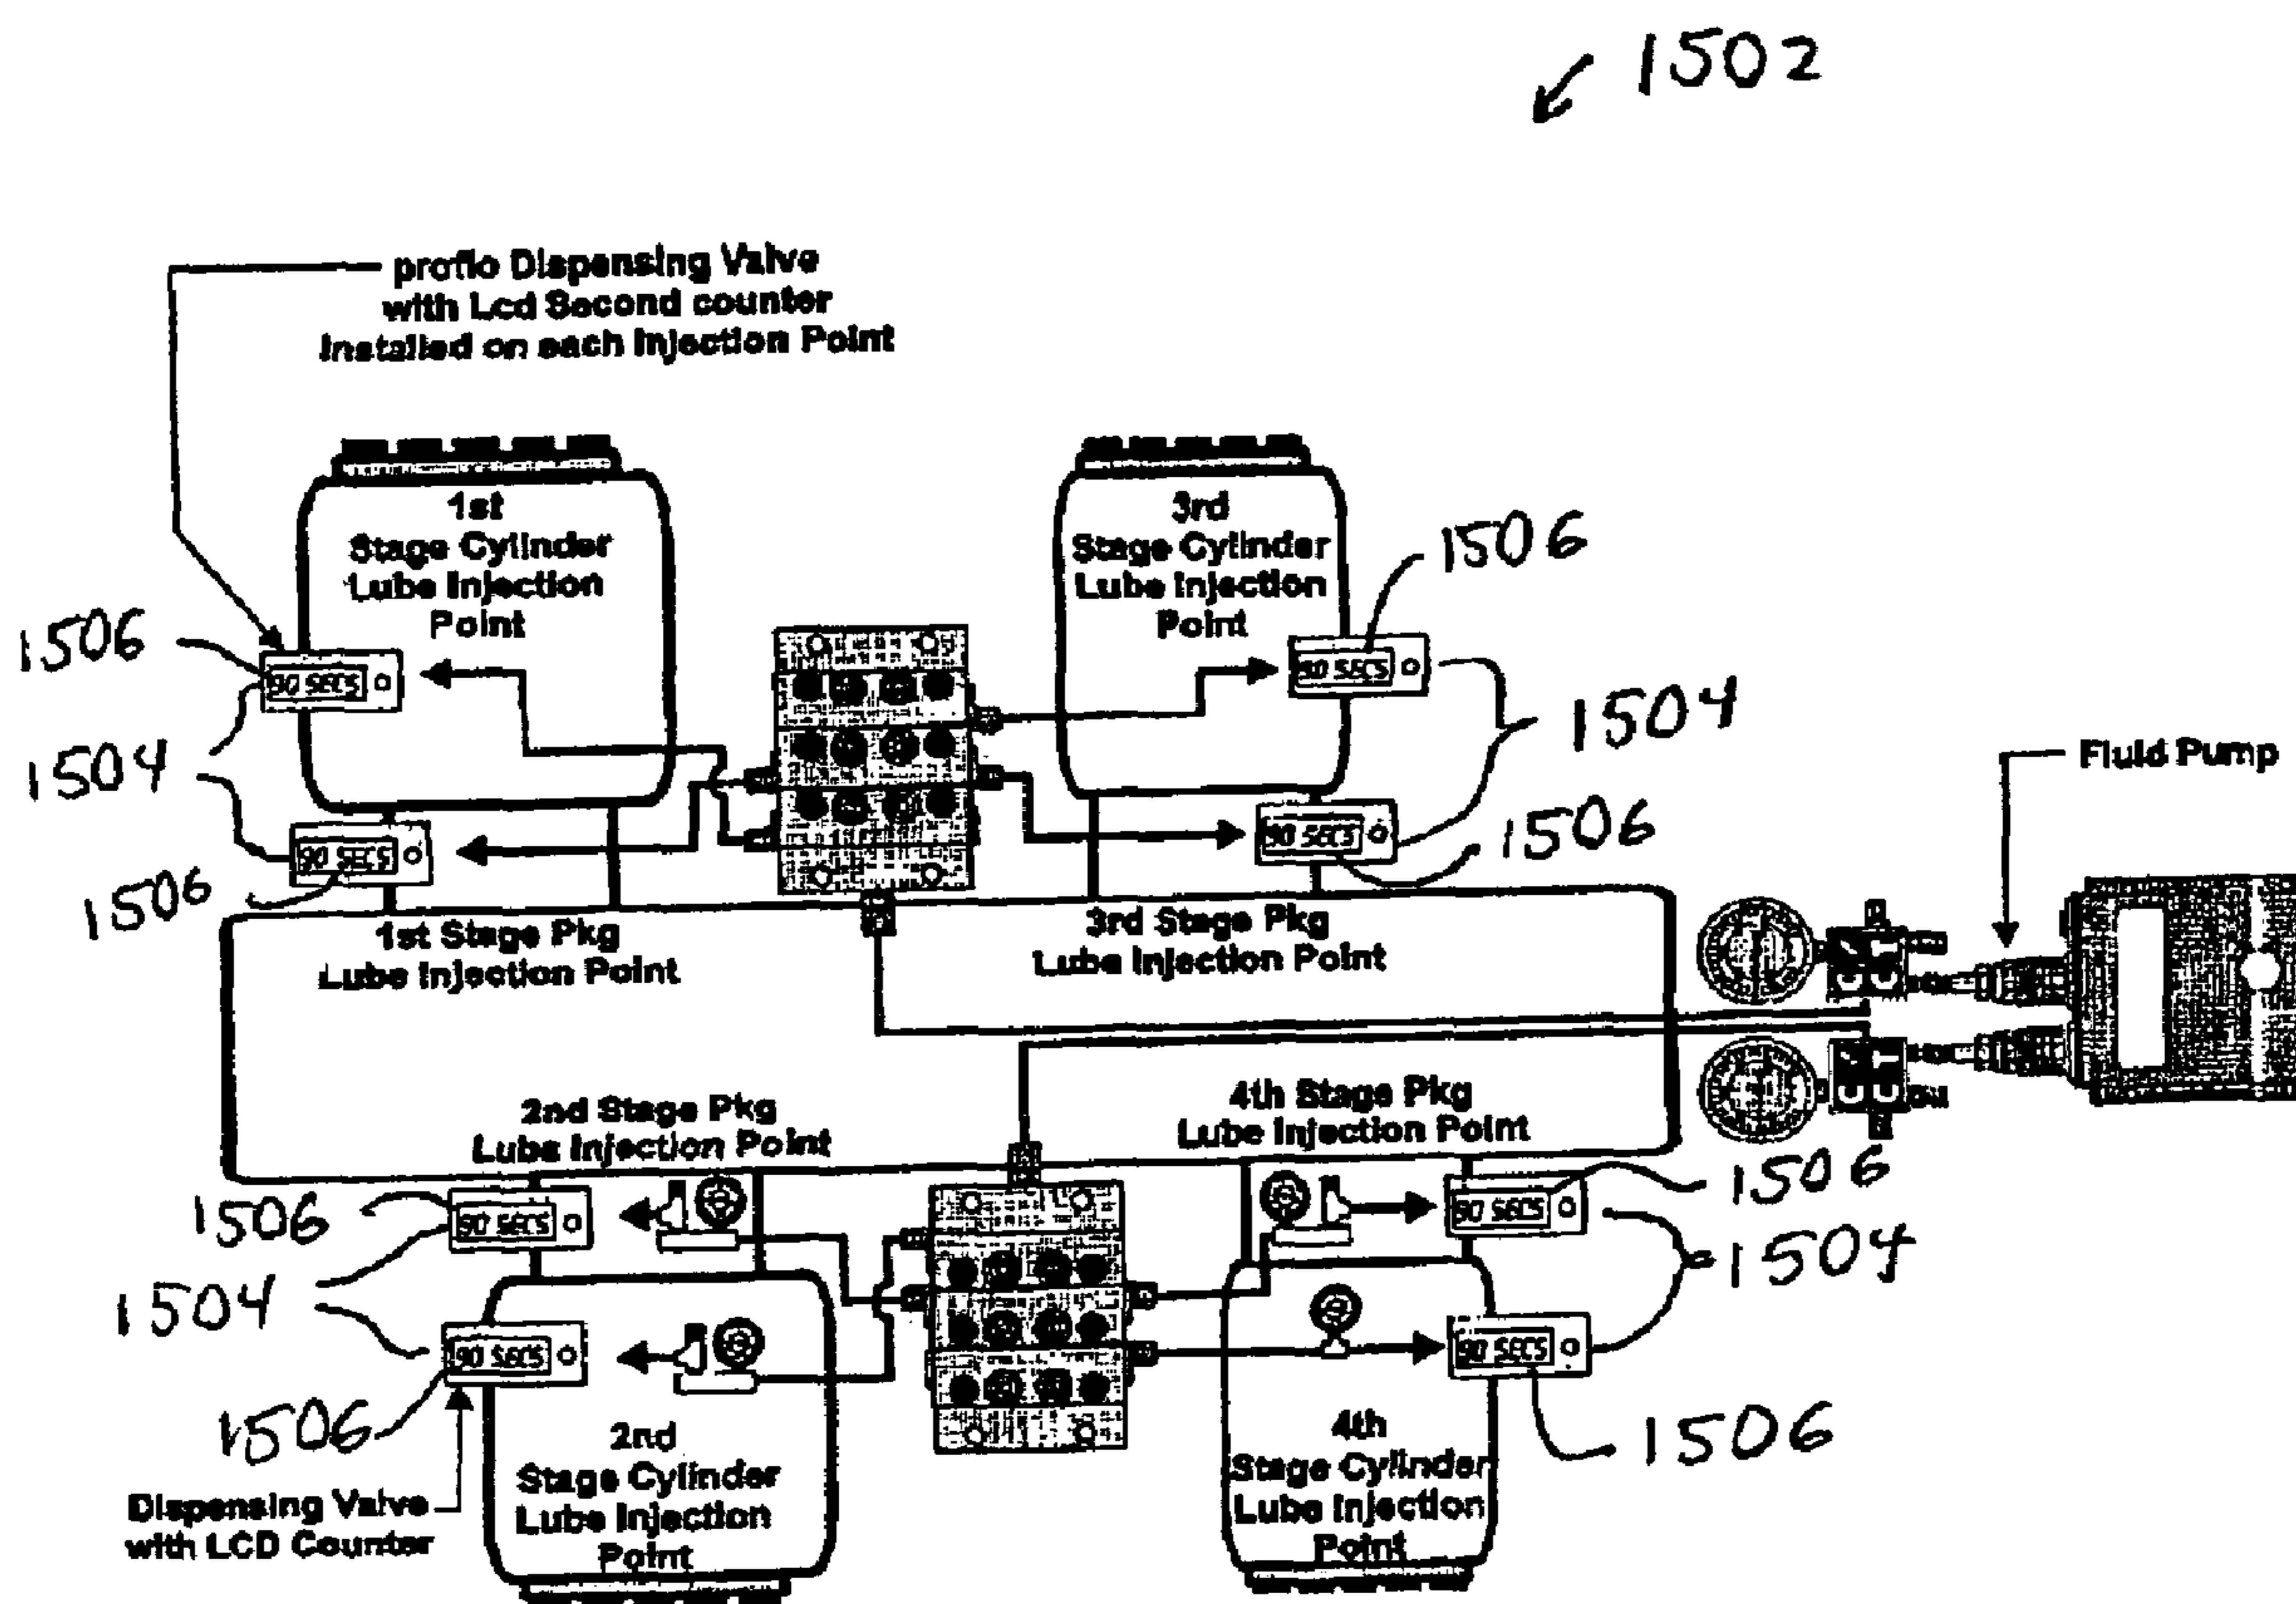 1502
proflo Dispensing Valve
with Lcd Second counter
Installed on each Injection Point
1st
Stage Cylinder
Lube Injection
Point
3rd
Stage Cylinder
Lube Injection
Point
1506
1506
90 SECS
90 SECS
1504
1504
Fluid Pump
90 SECS
90 SECS
1506
1506
1st Stage Pkg
Lube Injection Point
3rd Stage Pkg
Lube Injection Point
2nd Stage Pkg
Lube Injection Point
4th Stage Pkg
Lube Injection Point
1506
1506
90 SECS
90 SECS
1504
1504
90 SECS
90 SECS
1506
1506
2nd
Stage Cylinder
Lube Injection
Point
4th
Stage Cylinder
Lube Injection
Point
Dispensing Valve
with LCD Counter